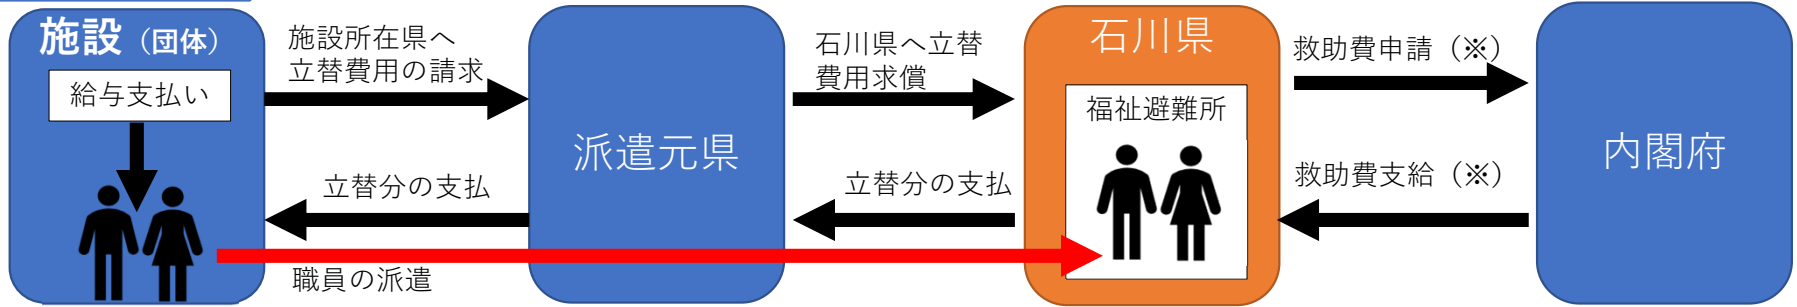 施設（団体）
給与支払い
施設所在県へ
立替費用の請求
立替分の支払
職員の派遣
派遣元県
石川県へ立替
費用求償
立替分の支払
石川県
福祉避難所
救助費申請（※）
救助費支給（※）
内閣府